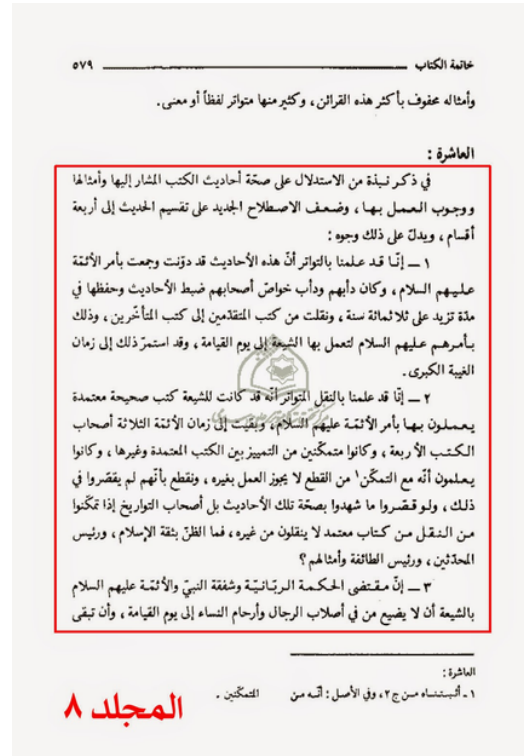 خاتمة الكتاب ٥٧٩
وأمثاله محفوف بأكثر هذه القرائن ، وكثير منها متواتر لفظاً أو معنى .
العاشرة :
في ذكر نبذة من الاستدلال على صحّة أحاديث الكتب المشار إليها وأمثالها
ووجوب العمل بها ، وضعف الاصطلاح الجديد على تقسيم الحديث إلى أربعة
أقسام ، ويدلّ على ذلك وجوه :
١ ــ إنّا قد علمنا بالتواتر أنّ هذه الأحاديث قد دوّنت وجمعت بأمر الأئمّة
عليهم السلام ، وكان دأبهم ودأب خواصّ أصحابهم ضبط الأحاديث وحفظها في
مدّة تزيد على ثلاثمائة سنة ، ونقلت من كتب المتقدّمين إلى كتب المتأخّرين ، وذلك
بأمرهم عليهم السلام لتعمل بها الشيعة إلى يوم القيامة ، وقد استمرّ ذلك إلى زمان
الغيبة الكبرى .
٢ ــ إنّا قد علمنا بالنقل المتواتر أنّه قد كانت للشيعة كتب صحيحة معتمدة
يعملون بها بأمر الأئمّة عليهم السلام ، وبقيت إلى زمان الأئمّة الثلاثة أصحاب
الكتب الأربعة ، وكانوا متمكّنين من التمييز بين الكتب المعتمدة وغيرها ، وكانوا
يعلمون أنّه مع التمكّن١ من القطع لا يجوز العمل بغيره ، ونقطع بأنّهم لم يقصّروا في
ذلك ، ولو قصّروا ما شهدوا بصحّة تلك الأحاديث بل أصحاب التواريخ إذا تمكّنوا
من النقل من كتاب معتمد لا ينقلون من غيره ، فما الظنّ بثقة الإسلام ، ورئيس
المحدّثين ، ورئيس الطائفة وأمثالهم ؟
٣ ــ إنّ مقتضى الحكمة الربّانيّة وشفقة النبيّ والأئمّة عليهم السلام
بالشيعة أن لا يضيع من في أصلاب الرجال وأرحام النساء إلى يوم القيامة ، وأن تبقى
العاشرة :
١ ـ أثبتناه من ج ٢ ، وفي الأصل : أنّه من المتمكّنين .
المجلد ٨